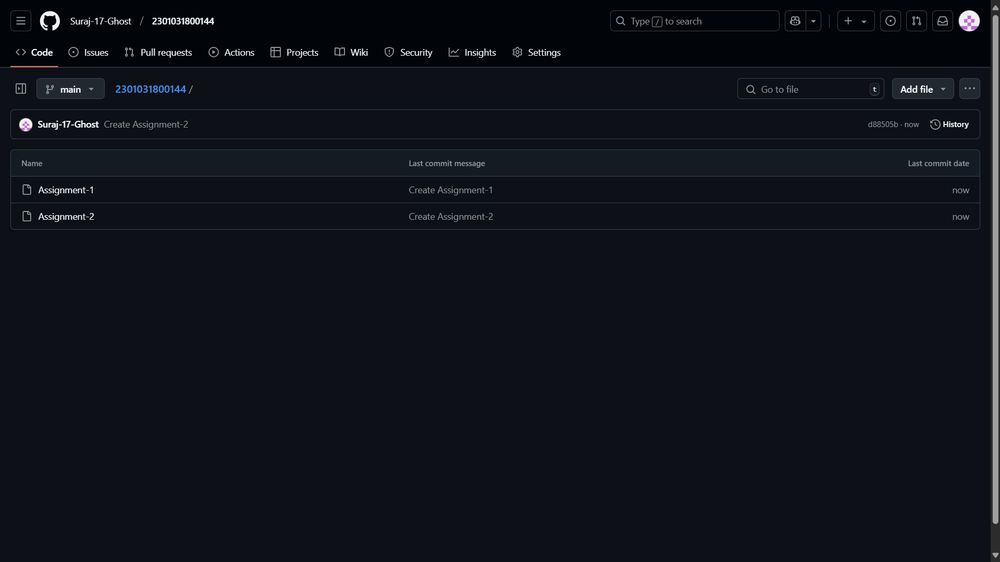 Suraj-17-Ghost / 2301031800144
Type / to search
Code Issues Pull requests Actions Projects Wiki Security Insights Settings
main 2301031800144 /
Go to file t
Add file
Suraj-17-Ghost Create Assignment-2
d88505b · now History
Name Last commit message Last commit date
Assignment-1 Create Assignment-1 now
Assignment-2 Create Assignment-2 now